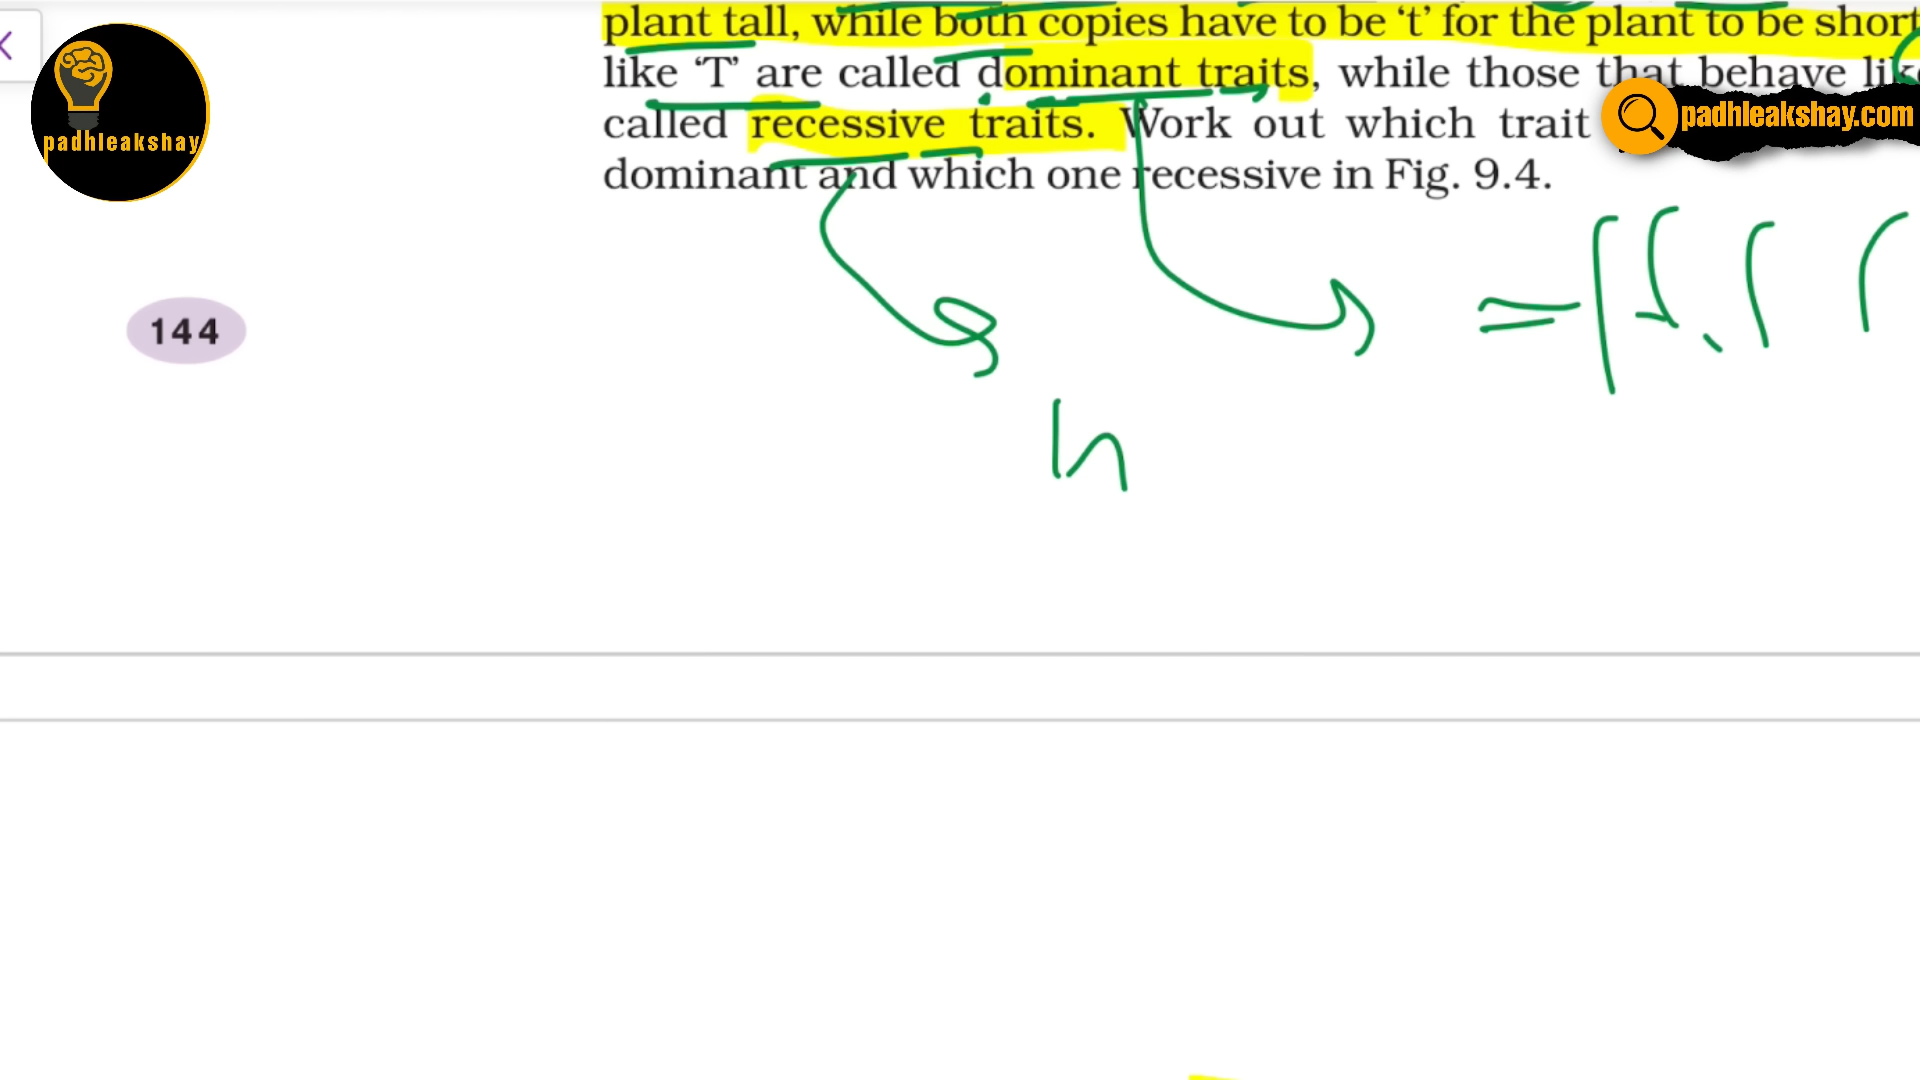 plant tall, while both copies have to be ‘t’ for the plant to be short
like ‘T’ are called dominant traits, while those that behave like
called recessive traits. Work out which trait
dominant and which one recessive in Fig. 9.4.
padhleakshay
padhleakshay.com
144